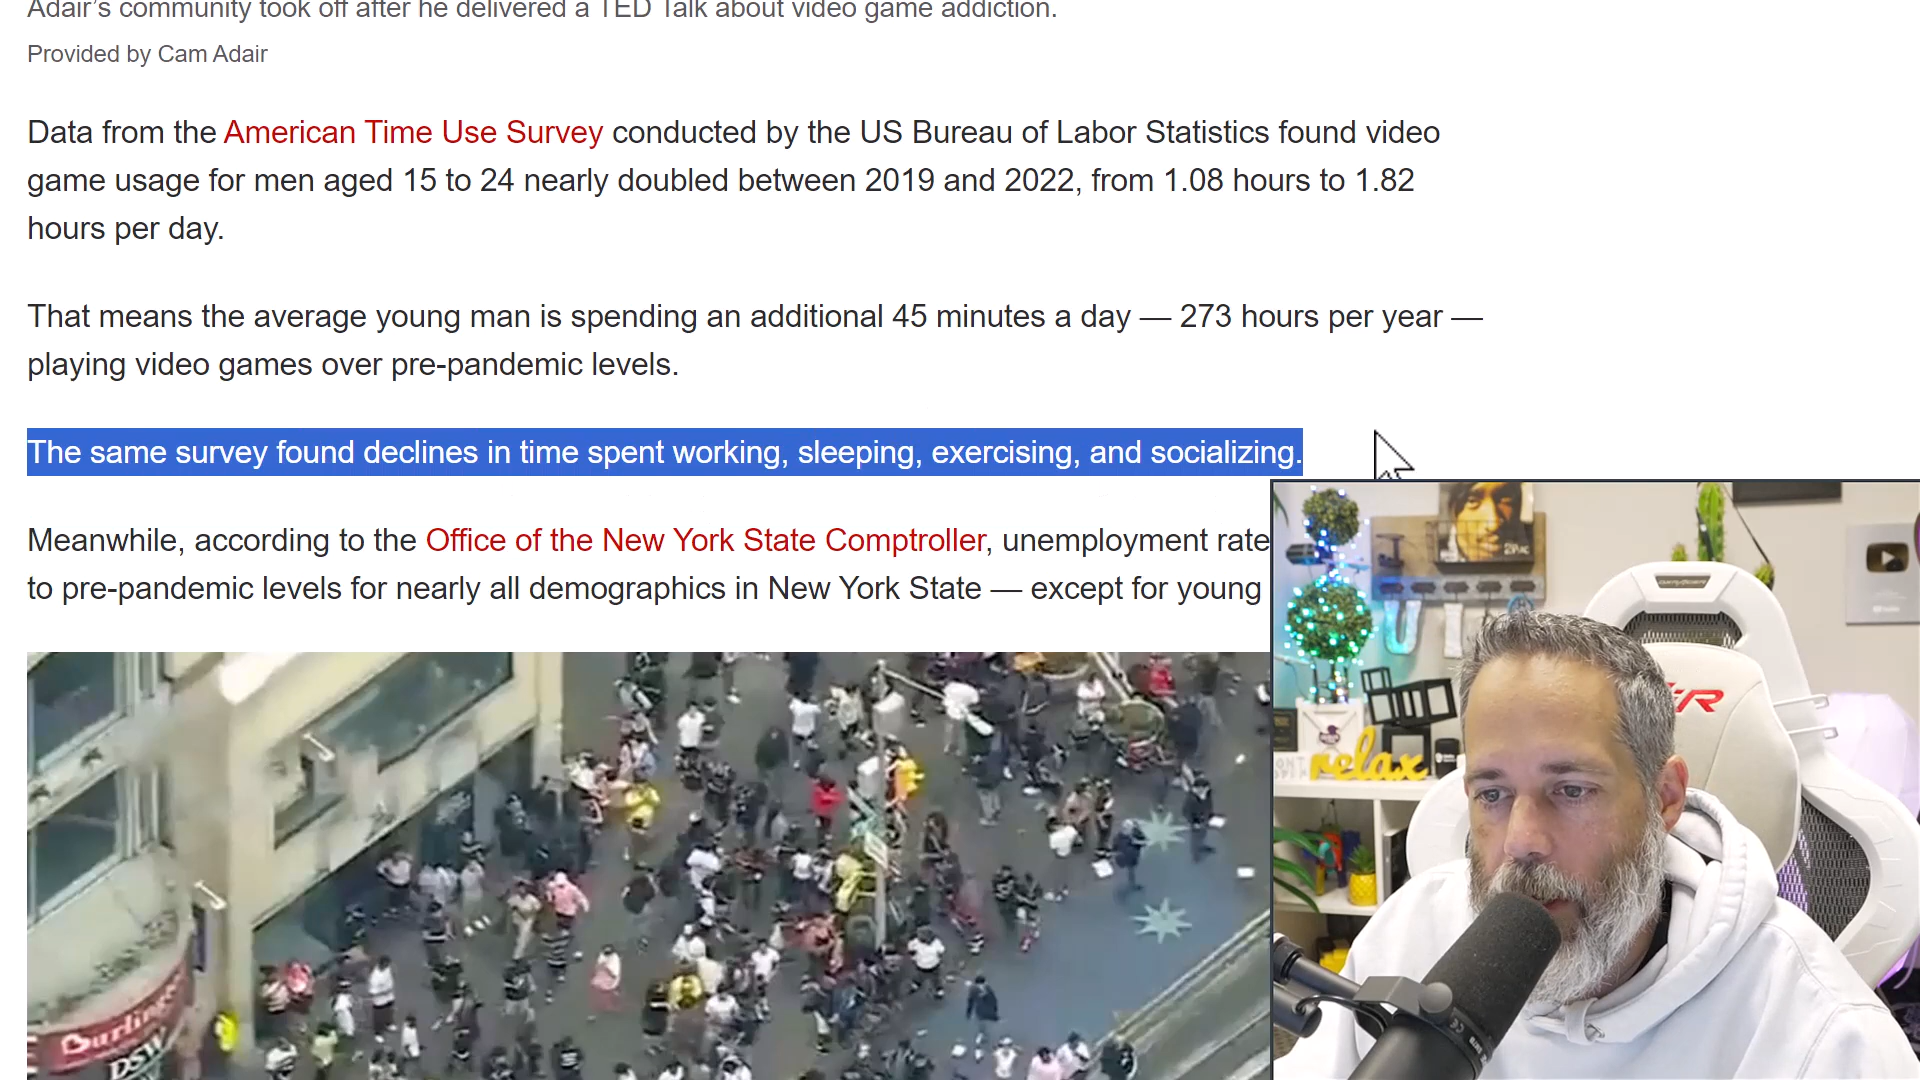 Adair's community took off after he delivered a TED Talk about video game addiction.
Provided by Cam Adair
Data from the American Time Use Survey conducted by the US Bureau of Labor Statistics found video
game usage for men aged 15 to 24 nearly doubled between 2019 and 2022, from 1.08 hours to 1.82
hours per day.
That means the average young man is spending an additional 45 minutes a day — 273 hours per year —
playing video games over pre-pandemic levels.
The same survey found declines in time spent working, sleeping, exercising, and socializing.
Meanwhile, according to the Office of the New York State Comptroller, unemployment rate
to pre-pandemic levels for nearly all demographics in New York State — except for young
relax
Burling
DSW